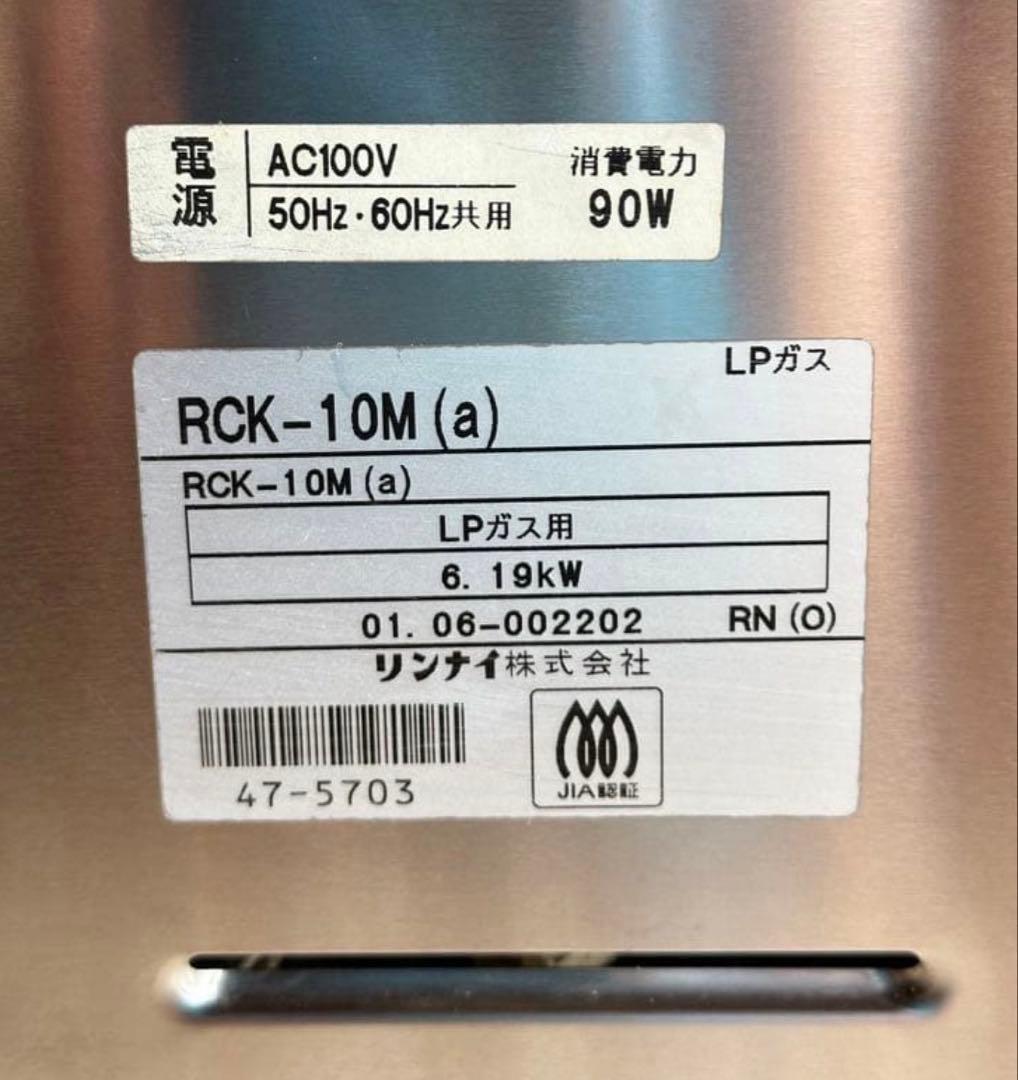 電源
AC100V
50Hz・60Hz共用
消費電力
90W
LPガス
RCK-10M(a)
RCK-10M(a)
LPガス用
6.19kW
01.06-002202 RN(O)
リンナイ株式会社
47-5703
JIA認証